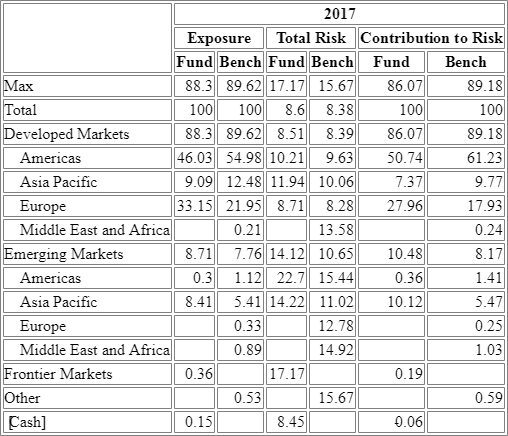 2017
Exposure Total Risk Contribution to Risk
Fund Bench Fund Bench Fund Bench
Max 88.3 89.62 17.17 15.67 86.07 89.18
Total 100 100 8.6 8.38 100 100
Developed Markets 88.3 89.62 8.51 8.39 86.07 89.18
Americas 46.03 54.98 10.21 9.63 50.74 61.23
Asia Pacific 9.09 12.48 11.94 10.06 7.37 9.77
Europe 33.15 21.95 8.71 8.28 27.96 17.93
Middle East and Africa 0.21 13.58 0.24
Emerging Markets 8.71 7.76 14.12 10.65 10.48 8.17
Americas 0.3 1.12 22.7 15.44 0.36 1.41
Asia Pacific 8.41 5.41 14.22 11.02 10.12 5.47
Europe 0.33 12.78 0.25
Middle East and Africa 0.89 14.92 1.03
Frontier Markets 0.36 17.17 0.19
Other 0.53 15.67 0.59
[Cash] 0.15 8.45 -0.06